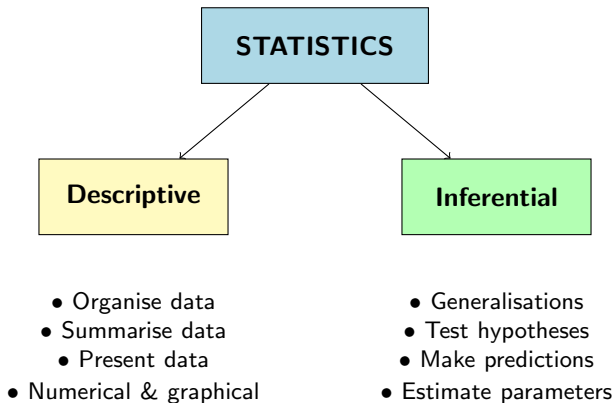 STATISTICS
Descriptive
Inferential
• Organise data
• Summarise data
• Present data
• Numerical & graphical
• Generalisations
• Test hypotheses
• Make predictions
• Estimate parameters